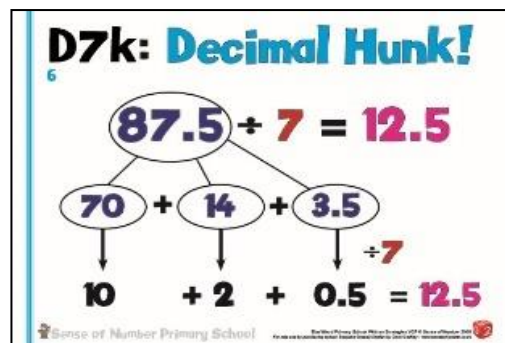 D7k: Decimal Hunk!
6
87.5 ÷ 7 = 12.5
70 + 14 + 3.5
÷7
10 + 2 + 0.5 = 12.5
Sense of Number Primary School